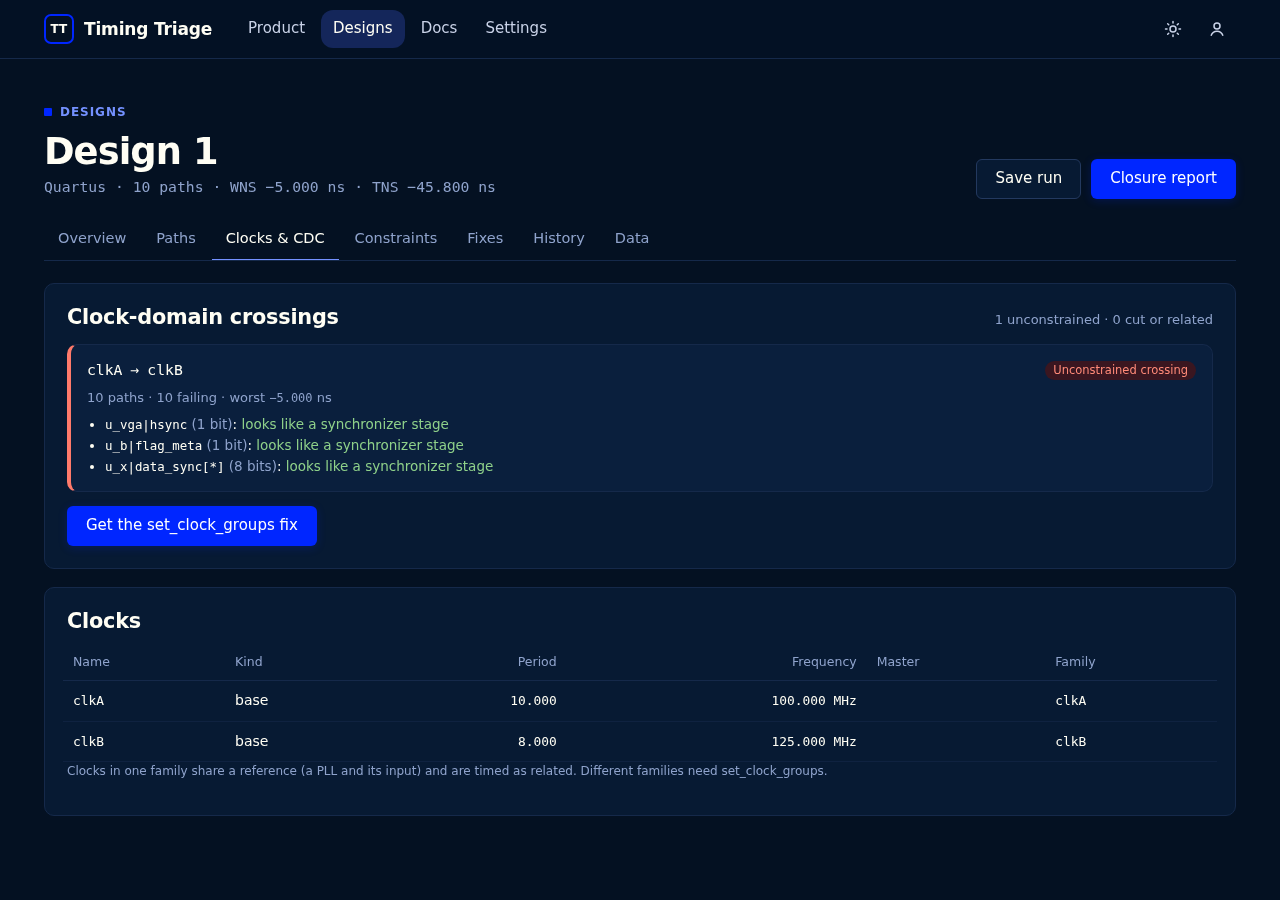 TT Timing Triage Product Designs Docs Settings
DESIGNS
Design 1
Quartus · 10 paths · WNS −5.000 ns · TNS −45.800 ns
Save run Closure report
Overview Paths Clocks & CDC Constraints Fixes History Data
Clock-domain crossings
1 unconstrained · 0 cut or related
clkA → clkB
Unconstrained crossing
10 paths · 10 failing · worst −5.000 ns
• u_vga|hsync (1 bit): looks like a synchronizer stage
• u_b|flag_meta (1 bit): looks like a synchronizer stage
• u_x|data_sync[*] (8 bits): looks like a synchronizer stage
Get the set_clock_groups fix
Clocks
Name Kind Period Frequency Master Family
clkA base 10.000 100.000 MHz clkA
clkB base 8.000 125.000 MHz clkB
Clocks in one family share a reference (a PLL and its input) and are timed as related. Different families need set_clock_groups.